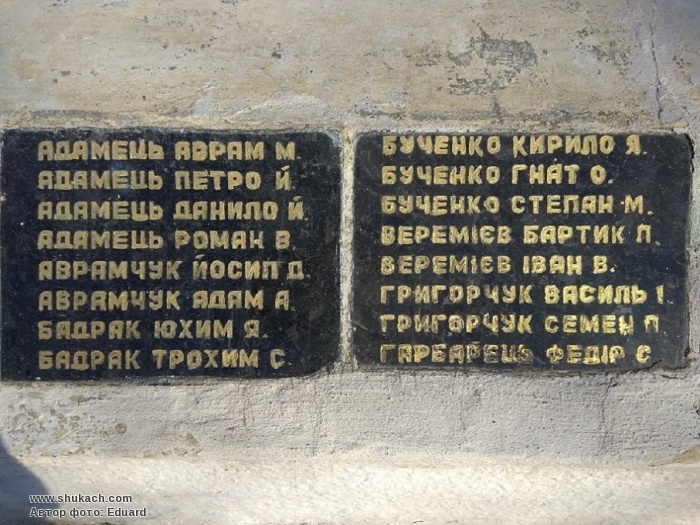 АДАМЕЦЬ АВРАМ М.
АДАМЕЦЬ ПЕТРО Й.
АДАМЕЦЬ ДАНИЛО Й.
АДАМЕЦЬ РОМАН В.
АВРАМЧУК ЙОСИП Д.
АВРАМЧУК АДАМ А.
БАДРАК ЮХИМ Я.
БАДРАК ТРОХИМ С
БУЧЕНКО КИРИЛО Я.
БУЧЕНКО ГНАТ О.
БУЧЕНКО СТЕПАН М.
ВЕРЕМІЄВ БАРТИК П.
ВЕРЕМІЄВ ІВАН В.
ГРИГОРЧУК ВАСИЛЬ І.
ГРИГОРЧУК СЕМЕН П.
ГАРБАРЕЦЬ ФЕДІР С
www.shukach.com
Автор фото: Eduard